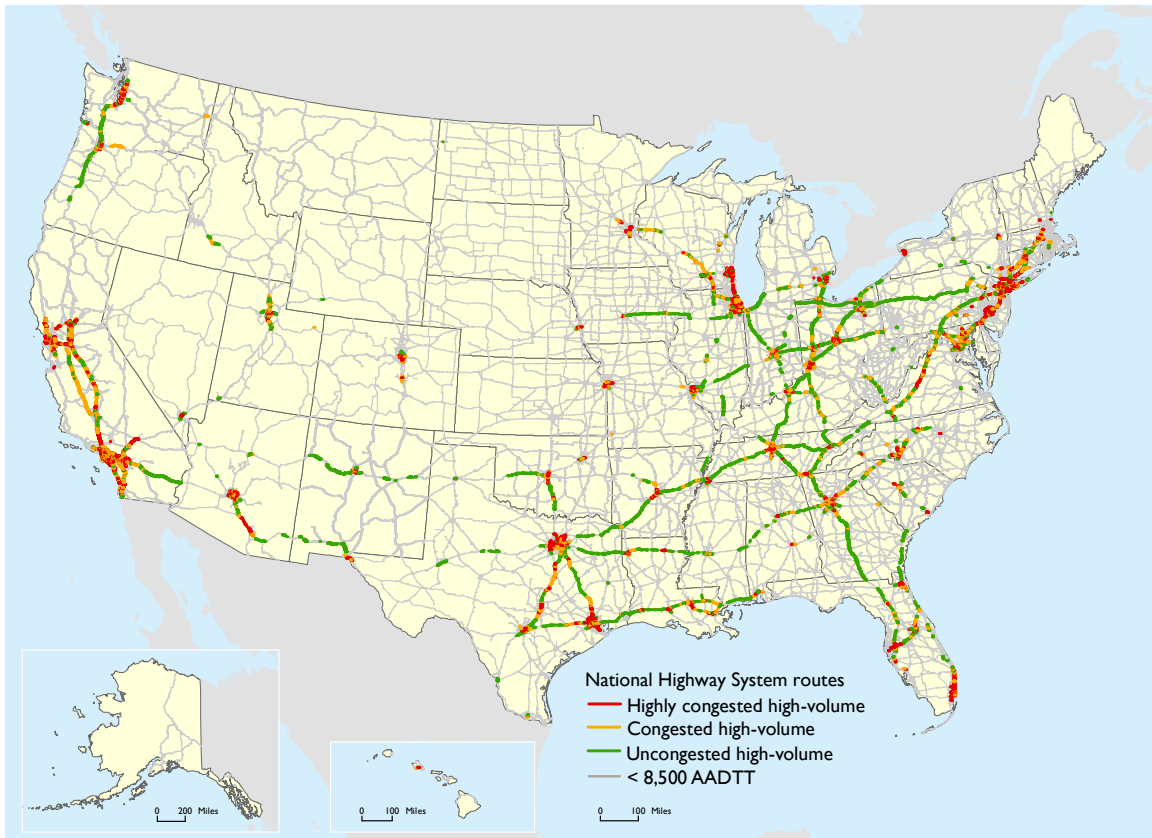 National Highway System routes
Highly congested high-volume
Congested high-volume
Uncongested high-volume
< 8,500 AADTT
0 200 Miles
0 100 Miles
0 100 Miles